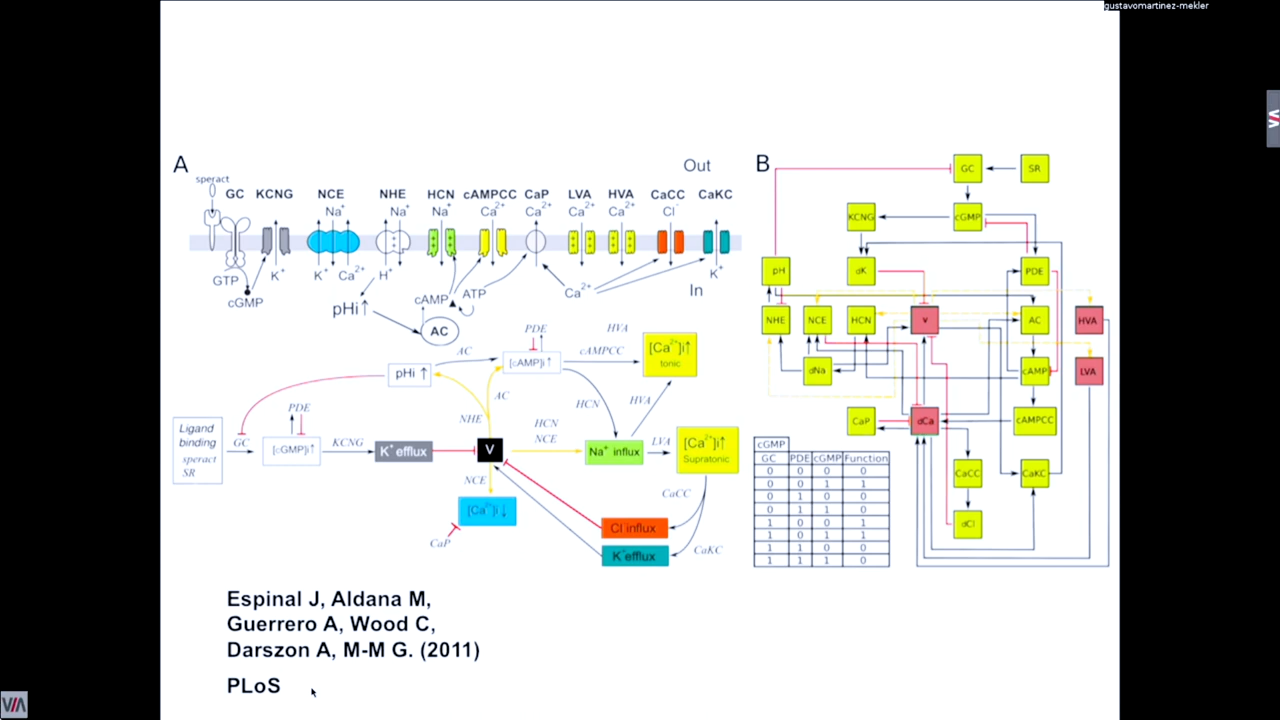 gustavomartinez-mekler
A
Out
B
speract
GC KCNG NCE NHE HCN cAMPCC CaP LVA HVA CaCC CaKC
Na⁺ Na⁺ Na⁺ Ca²⁺ Ca²⁺ Ca²⁺ Ca²⁺ Cl⁻
GTP K⁺ K⁺ Ca²⁺ H⁺ K⁺
cGMP pHi↑ cAMP ATP Ca²⁺ In
AC
PDE HVA
AC [cAMP]i↑ cAMPCC [Ca²⁺]i↑
tonic
pHi ↑
AC
HCN HVA
PDE NHE
Ligand
binding
speract
SR
GC [cGMP]i↑ KCNG K⁺ efflux V HCN
NCE Na⁺ influx LVA [Ca²⁺]i↑
Supratonic
NCE
[Ca²⁺]i↓
CaP
CaCC
Cl⁻influx
K⁺efflux CaKC
GC SR
KCNG cGMP
pH dK PDE
NHE NCE HCN v AC HVA
dNa cAMP LVA
CaP dCa cAMPCC
CaCC CaKC
dCl
cGMP
GC PDE cGMP Function
0 0 0 0
0 0 1 1
0 1 0 0
0 1 1 0
1 0 0 1
1 0 1 1
1 1 0 0
1 1 1 0
Espinal J, Aldana M,
Guerrero A, Wood C,
Darszon A, M-M G. (2011)
PLoS
VIA